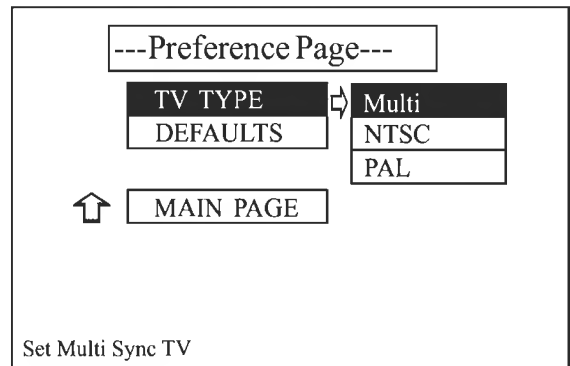 ---Preference Page---
TV TYPE
Multi
DEFAULTS
NTSC
PAL
MAIN PAGE
Set Multi Sync TV